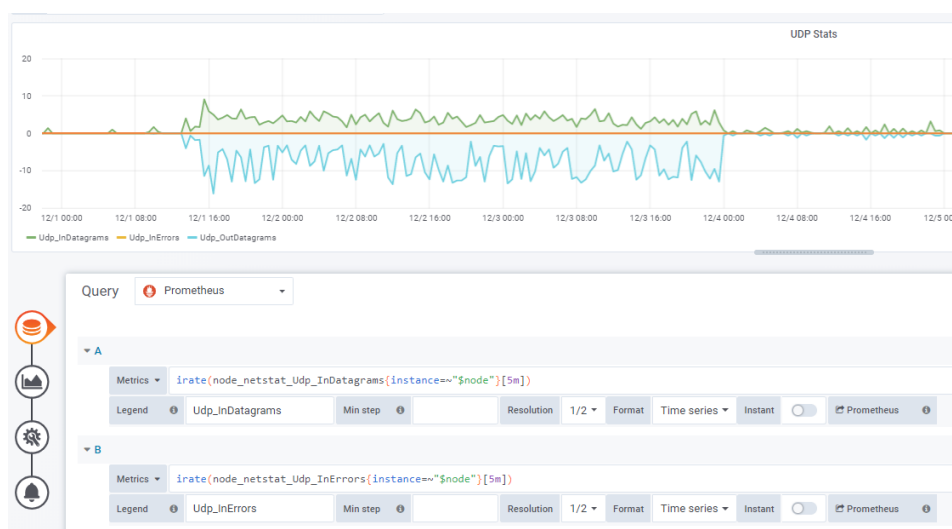 UDP Stats
20
10
0
-10
-20
12/1 00:00 12/1 08:00 12/1 16:00 12/2 00:00 12/2 08:00 12/2 16:00 12/3 00:00 12/3 08:00 12/3 16:00 12/4 00:00 12/4 08:00 12/4 16:00 12/5 00
Udp_InDatagrams Udp_InErrors Udp_OutDatagrams
Query Prometheus
A
Metrics irate(node_netstat_Udp_InDatagrams{instance=~"$node"}[5m])
Legend Udp_InDatagrams Min step Resolution 1/2 Format Time series Instant Prometheus
B
Metrics irate(node_netstat_Udp_InErrors{instance=~"$node"}[5m])
Legend Udp_InErrors Min step Resolution 1/2 Format Time series Instant Prometheus